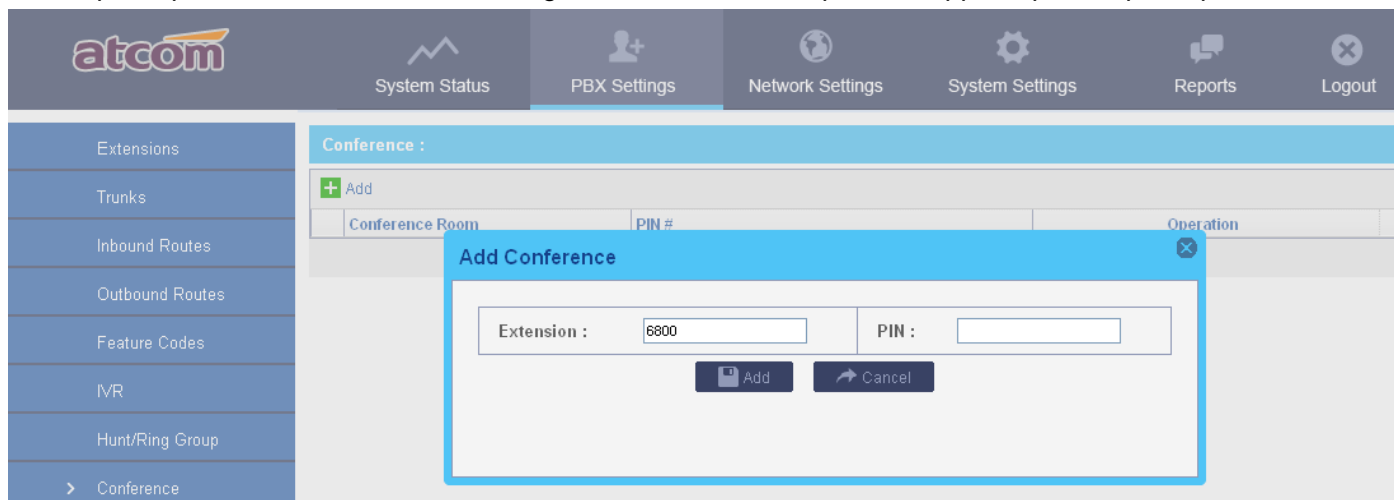 atcom
System Status
PBX Settings
Network Settings
System Settings
Reports
Logout
Extensions
Trunks
Inbound Routes
Outbound Routes
Feature Codes
IVR
Hunt/Ring Group
> Conference
Conference :
Add
Conference Room PIN # Operation
Add Conference
Extension : 6800 PIN :
Add Cancel